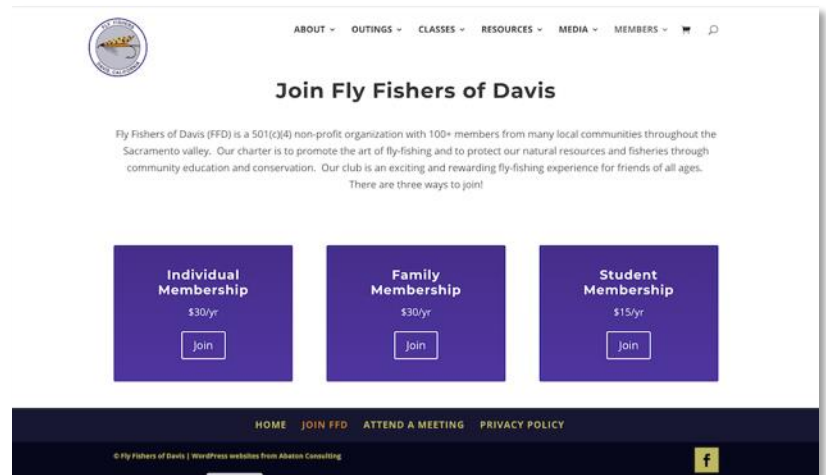 FLY FISHERS
DAVIS, CALIFORNIA
ABOUT OUTINGS CLASSES RESOURCES MEDIA MEMBERS
Join Fly Fishers of Davis
Fly Fishers of Davis (FFD) is a 501(c)(4) non-profit organization with 100+ members from many local communities throughout the
Sacramento valley. Our charter is to promote the art of fly-fishing and to protect our natural resources and fisheries through
community education and conservation. Our club is an exciting and rewarding fly-fishing experience for friends of all ages.
There are three ways to join!
Individual
Membership
$30/yr
Join
Family
Membership
$30/yr
Join
Student
Membership
$15/yr
Join
HOME JOIN FFD ATTEND A MEETING PRIVACY POLICY
© Fly Fishers of Davis | WordPress websites from Abaton Consulting
f